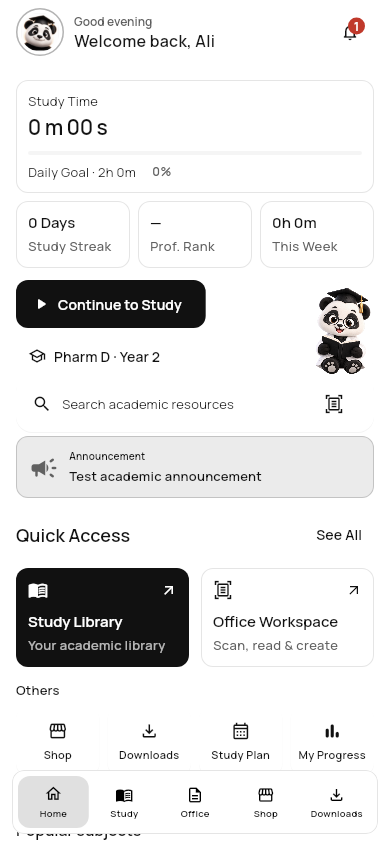 Good evening
Welcome back, Ali
1
Study Time
0 m 00 s
Daily Goal · 2h 0m 0%
0 Days
Study Streak
—
Prof. Rank
0h 0m
This Week
Continue to Study
Pharm D · Year 2
Search academic resources
Announcement
Test academic announcement
Quick Access
See All
Study Library
Your academic library
Office Workspace
Scan, read & create
Others
Shop
Downloads
Study Plan
My Progress
Home
Study
Office
Shop
Downloads
Popular Subjects